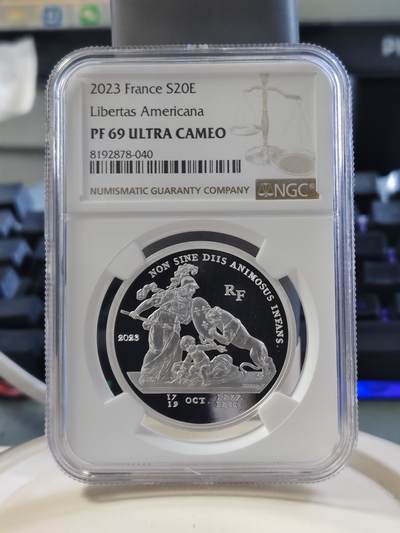 2023 France S20E
Libertas Americana
PF 69 ULTRA CAMEO
8192878-040
NUMISMATIC GUARANTY COMPANY
NGC
NON SINE DIIS ANIMOSUS INFANS.
RF
2023
17 OCT. 1777
19